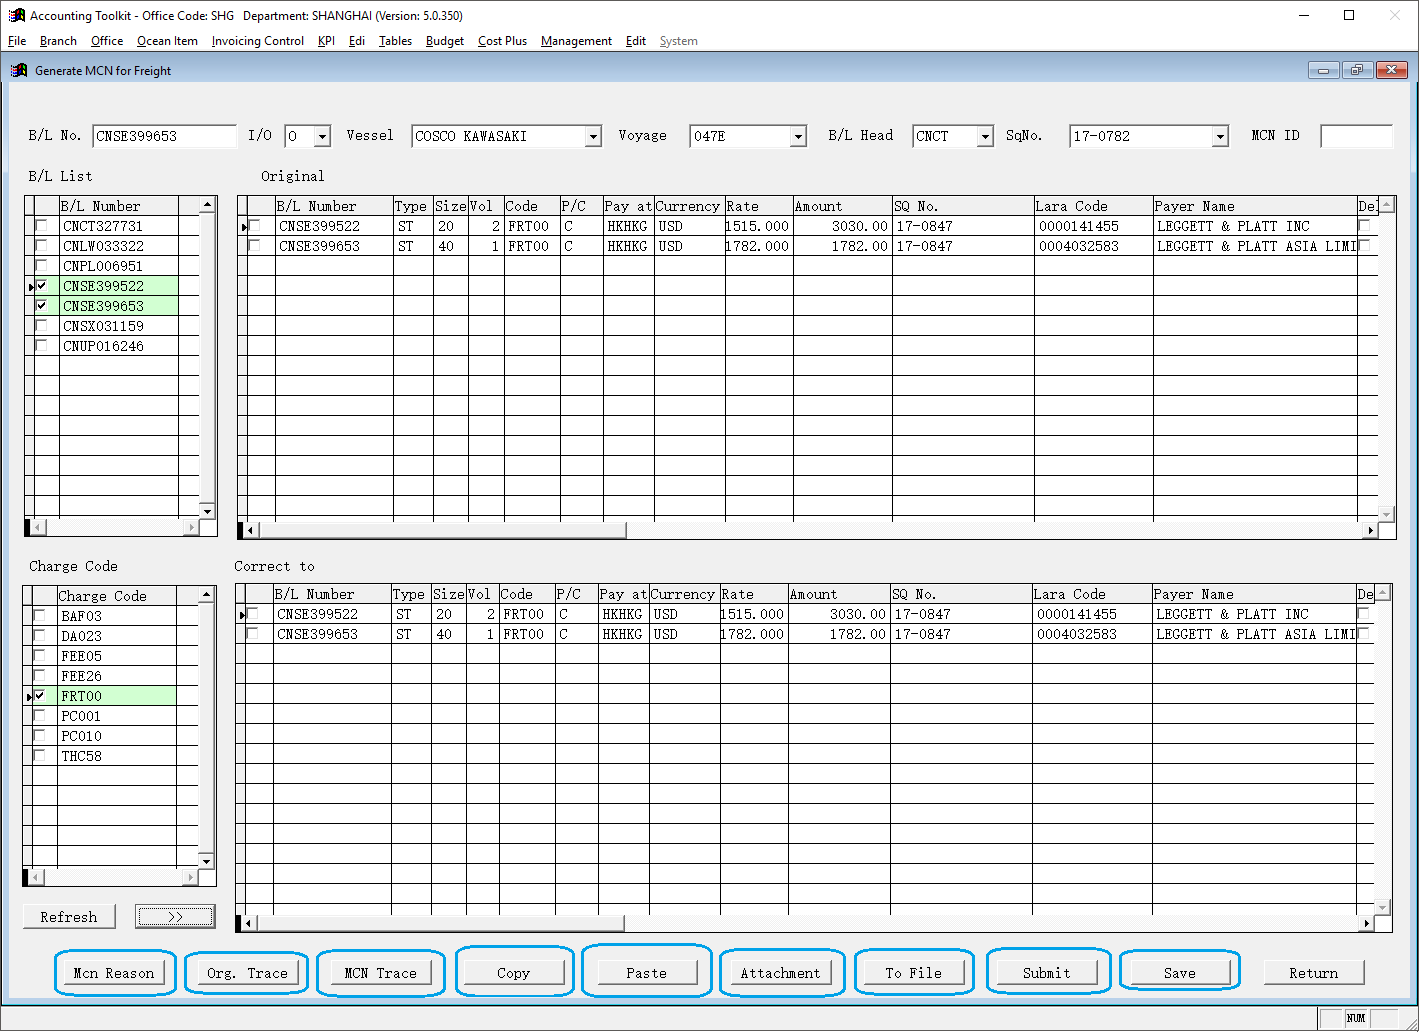 Accounting Toolkit - Office Code: SHG Department: SHANGHAI (Version: 5.0.350)
File Branch Office Ocean Item Invoicing Control KPI Edi Tables Budget Cost Plus Management Edit System
Generate MCN for Freight
B/L No. CNSE399653 I/O O Vessel COSCO KAWASAKI Voyage 047E B/L Head CNCT SqNo. 17-0782 MCN ID
B/L List
B/L Number
CNCT327731
CNLW033322
CNPL006951
CNSE399522
CNSE399653
CNSX031159
CNUP016246
Original
B/L Number Type Size Vol Code P/C Pay at Currency Rate Amount SQ No. Lara Code Payer Name Del
CNSE399522 ST 20 2 FRT00 C HKHKG USD 1515.000 3030.00 17-0847 0000141455 LEGGETT & PLATT INC
CNSE399653 ST 40 1 FRT00 C HKHKG USD 1782.000 1782.00 17-0847 0004032583 LEGGETT & PLATT ASIA LIMI
Charge Code
Charge Code
BAF03
DA023
FEE05
FEE26
FRT00
PC001
PC010
THC58
Refresh >>
Correct to
B/L Number Type Size Vol Code P/C Pay at Currency Rate Amount SQ No. Lara Code Payer Name De
CNSE399522 ST 20 2 FRT00 C HKHKG USD 1515.000 3030.00 17-0847 0000141455 LEGGETT & PLATT INC
CNSE399653 ST 40 1 FRT00 C HKHKG USD 1782.000 1782.00 17-0847 0004032583 LEGGETT & PLATT ASIA LIMI
Mcn Reason Org. Trace MCN Trace Copy Paste Attachment To File Submit Save Return
NUM